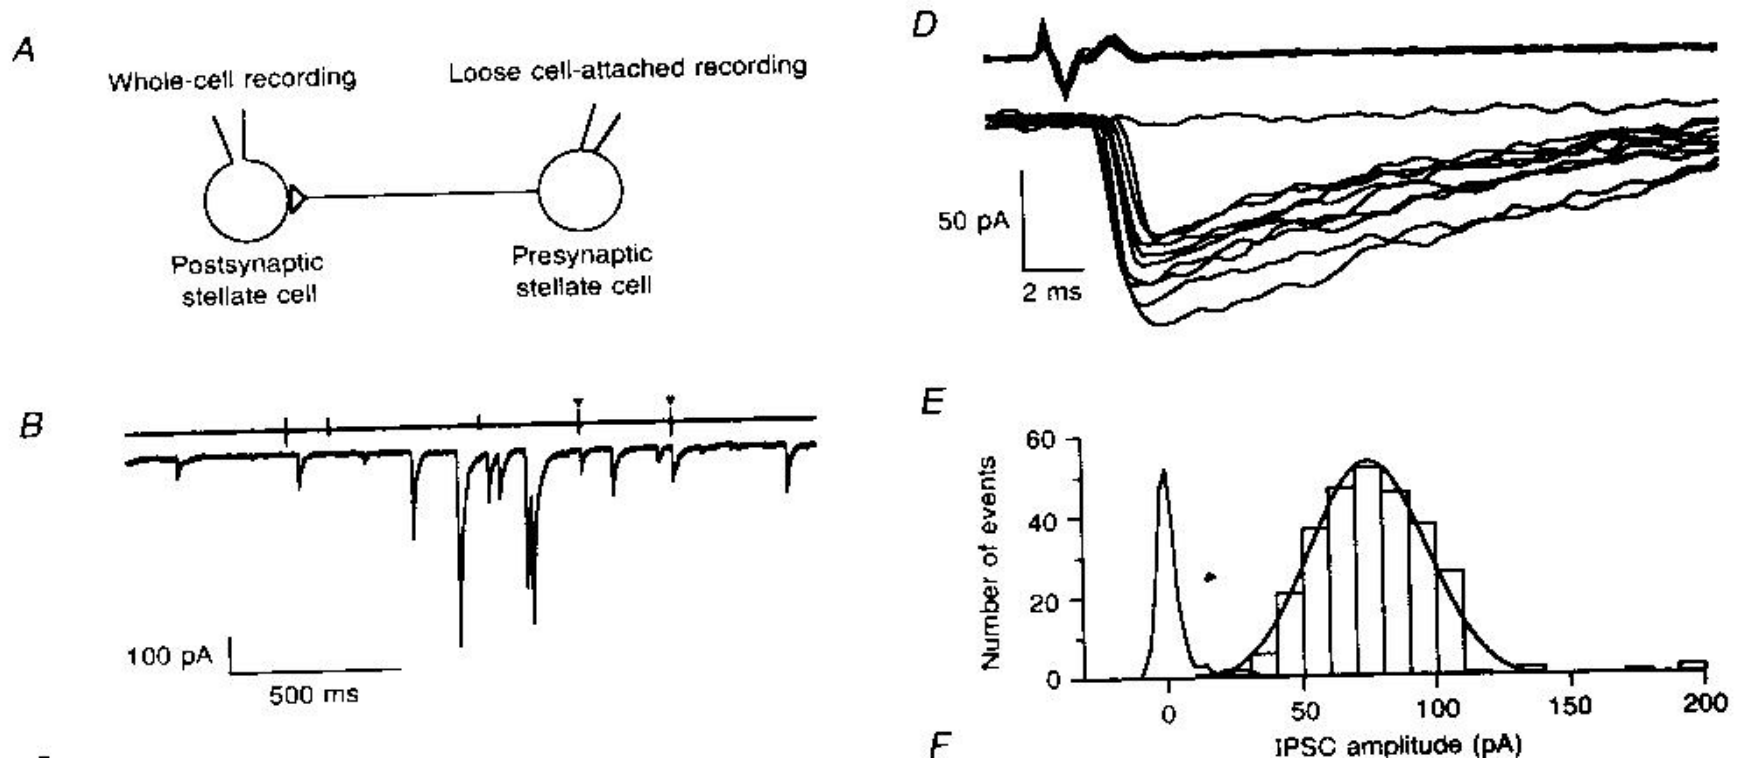 A
Whole-cell recording
Loose cell-attached recording
Postsynaptic
stellate cell
Presynaptic
stellate cell
B
100 pA
500 ms
D
50 pA
2 ms
E
Number of events
60
40
20
0
0
50
100
150
200
IPSC amplitude (pA)
F